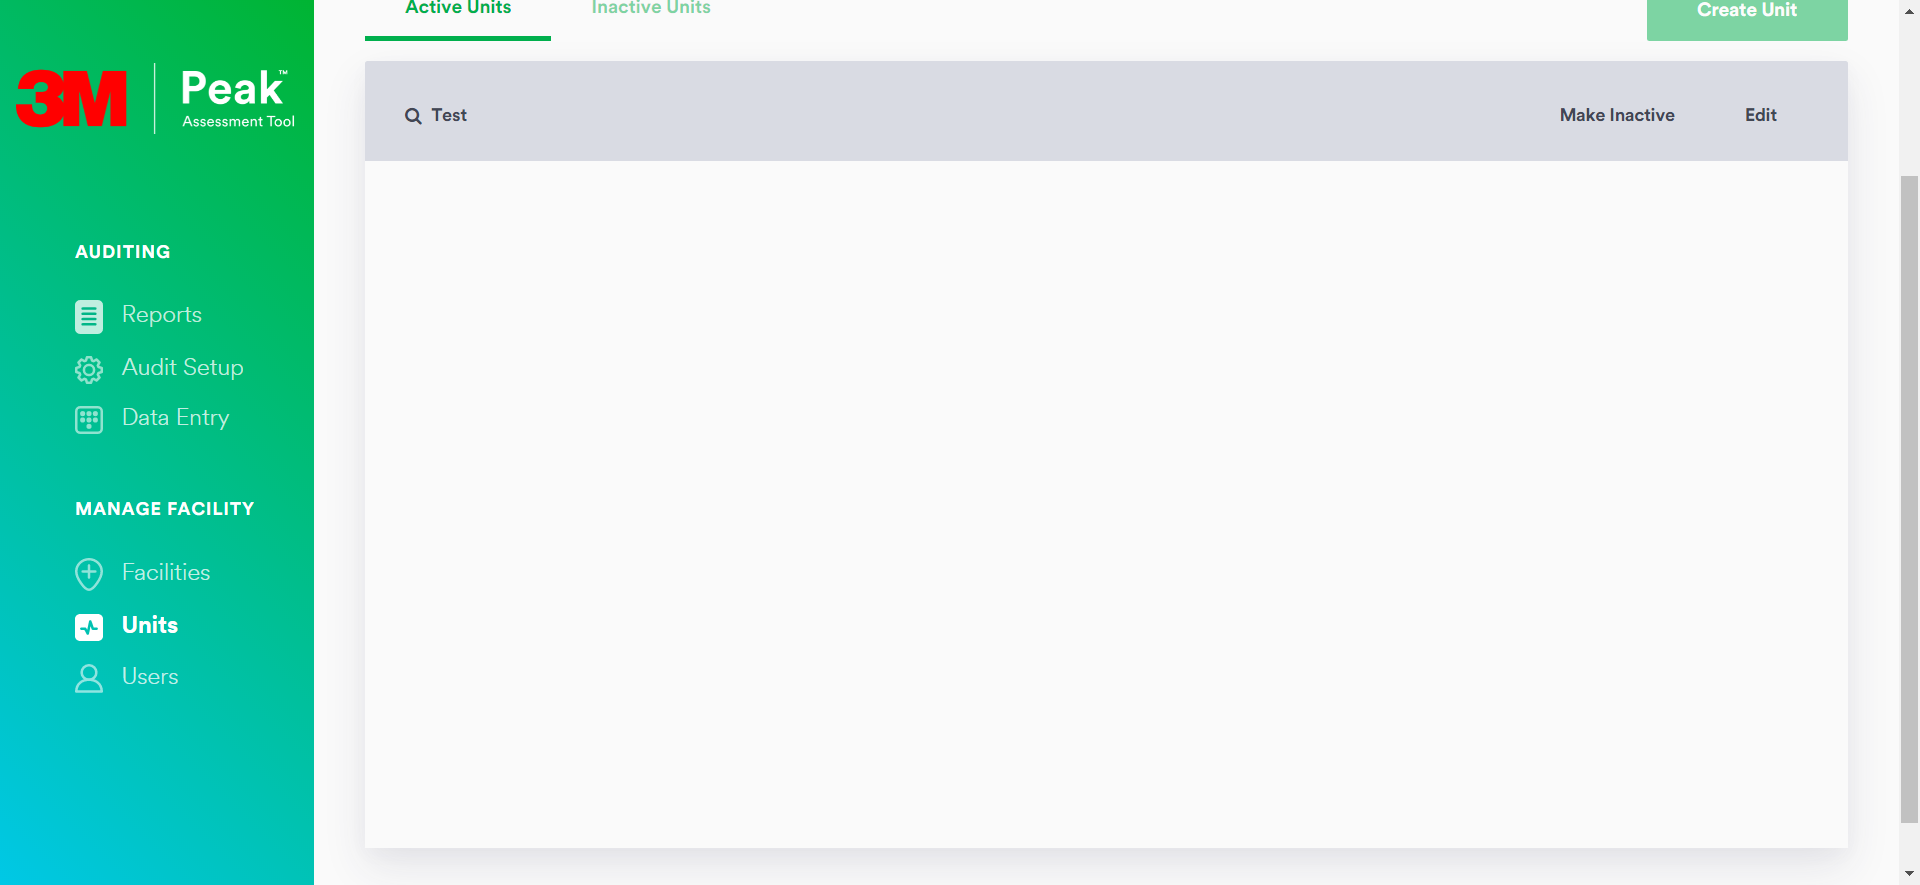 3M
Peak™
Assessment Tool
AUDITING
Reports
Audit Setup
Data Entry
MANAGE FACILITY
Facilities
Units
Users
Active Units
Inactive Units
Create Unit
Test
Make Inactive
Edit